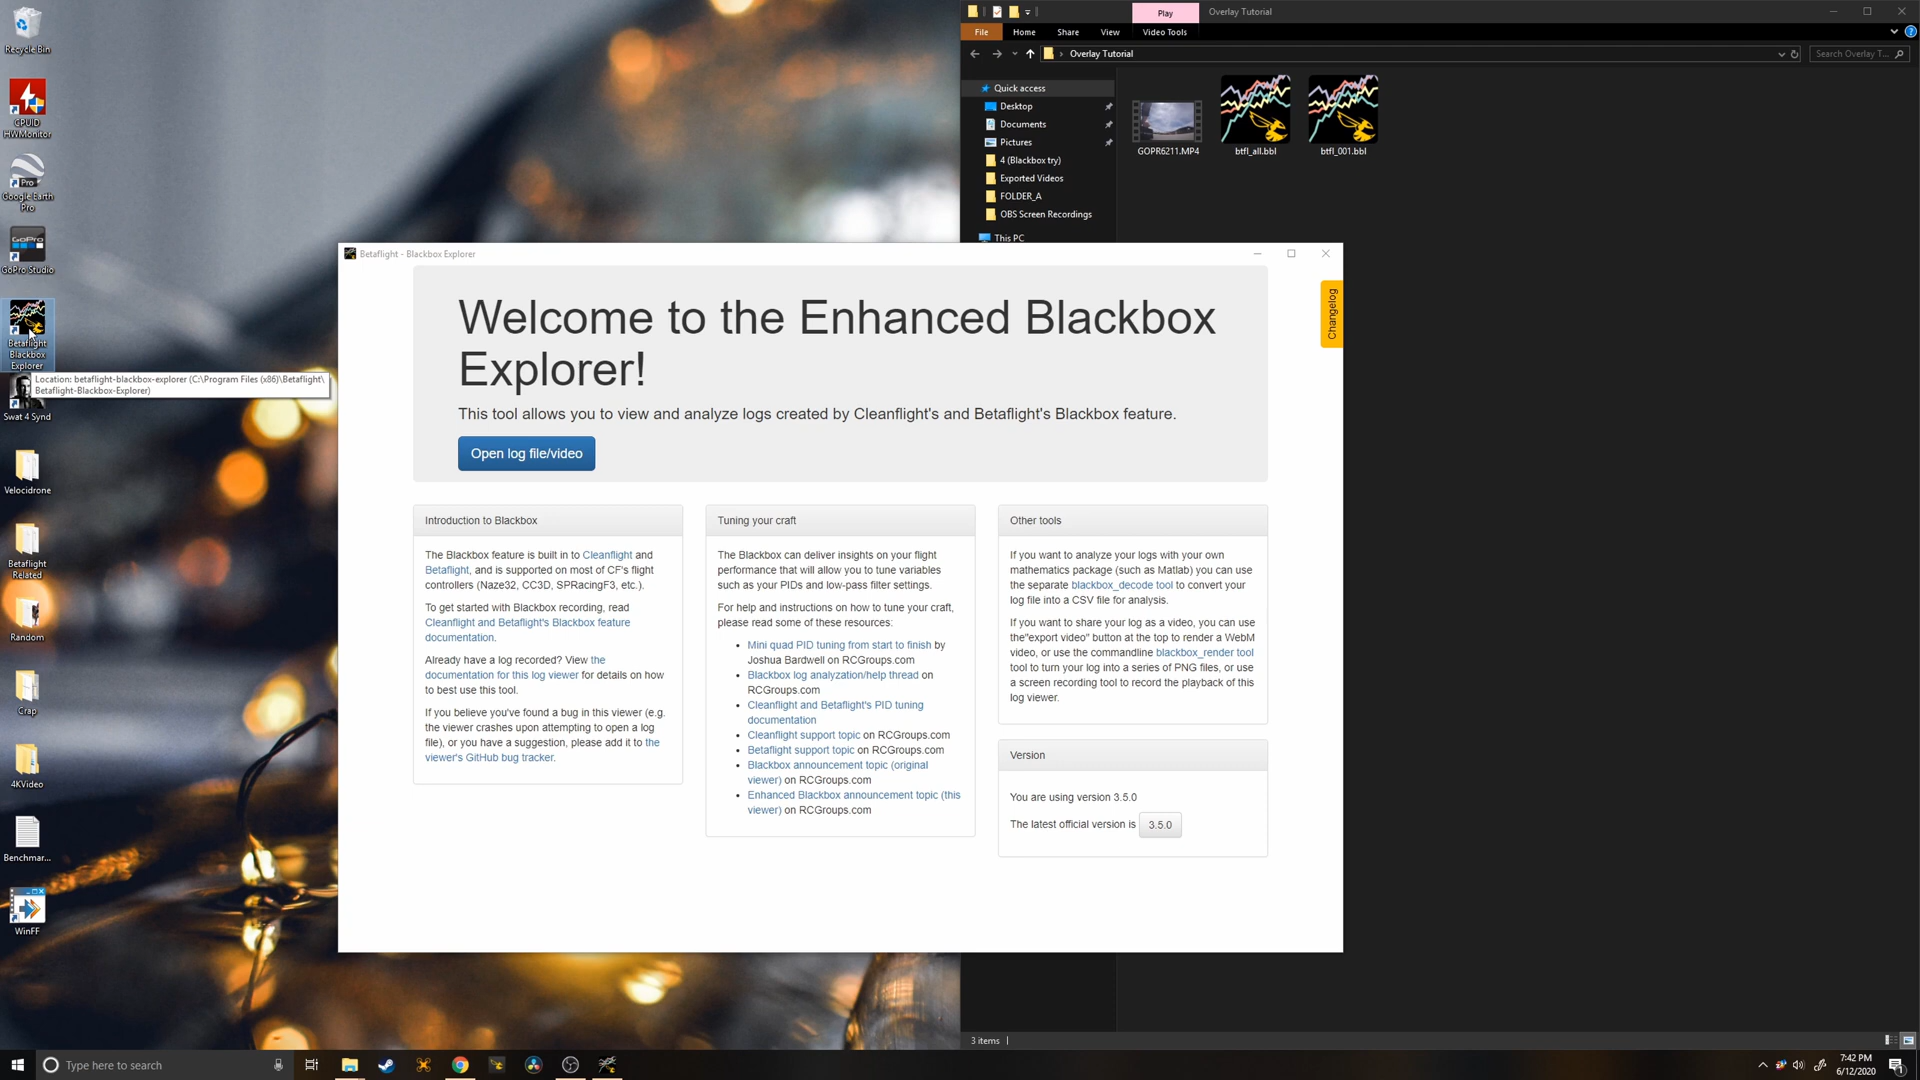 Recycle Bin
CPUID
HWMonitor
Pro
Google Earth
Pro
GoPro
GoPro Studio
Betaflight
Blackbox
Explorer
Location: betaflight-blackbox-explorer (C:\Program Files (x86)\Betaflight\
Betaflight-Blackbox-Explorer)
Swat 4 Synd
Velocidrone
Betaflight
Related
Random
Crap
4KVideo
Benchmar...
WinFF
Play
Overlay Tutorial
File
Home
Share
View
Video Tools
Overlay Tutorial
Search Overlay T...
Quick access
Desktop
Documents
Pictures
4 (Blackbox try)
Exported Videos
FOLDER_A
OBS Screen Recordings
This PC
GOPR6211.MP4
btfl_all.bbl
btfl_001.bbl
Betaflight - Blackbox Explorer
Changelog
Welcome to the Enhanced Blackbox
Explorer!
This tool allows you to view and analyze logs created by Cleanflight's and Betaflight's Blackbox feature.
Open log file/video
Introduction to Blackbox
The Blackbox feature is built in to Cleanflight and
Betaflight, and is supported on most of CF's flight
controllers (Naze32, CC3D, SPRacingF3, etc.).
To get started with Blackbox recording, read
Cleanflight and Betaflight's Blackbox feature
documentation.
Already have a log recorded? View the
documentation for this log viewer for details on how
to best use this tool.
If you believe you've found a bug in this viewer (e.g.
the viewer crashes upon attempting to open a log
file), or you have a suggestion, please add it to the
viewer's GitHub bug tracker.
Tuning your craft
The Blackbox can deliver insights on your flight
performance that will allow you to tune variables
such as your PIDs and low-pass filter settings.
For help and instructions on how to tune your craft,
please read some of these resources:
• Mini quad PID tuning from start to finish by
Joshua Bardwell on RCGroups.com
• Blackbox log analyzation/help thread on
RCGroups.com
• Cleanflight and Betaflight's PID tuning
documentation
• Cleanflight support topic on RCGroups.com
• Betaflight support topic on RCGroups.com
• Blackbox announcement topic (original
viewer) on RCGroups.com
• Enhanced Blackbox announcement topic (this
viewer) on RCGroups.com
Other tools
If you want to analyze your logs with your own
mathematics package (such as Matlab) you can use
the separate blackbox_decode tool to convert your
log file into a CSV file for analysis.
If you want to share your log as a video, you can use
the"export video" button at the top to render a WebM
video, or use the commandline blackbox_render tool
tool to turn your log into a series of PNG files, or use
a screen recording tool to record the playback of this
log viewer.
Version
You are using version 3.5.0
The latest official version is 3.5.0
3 items
Type here to search
7:42 PM
6/12/2020